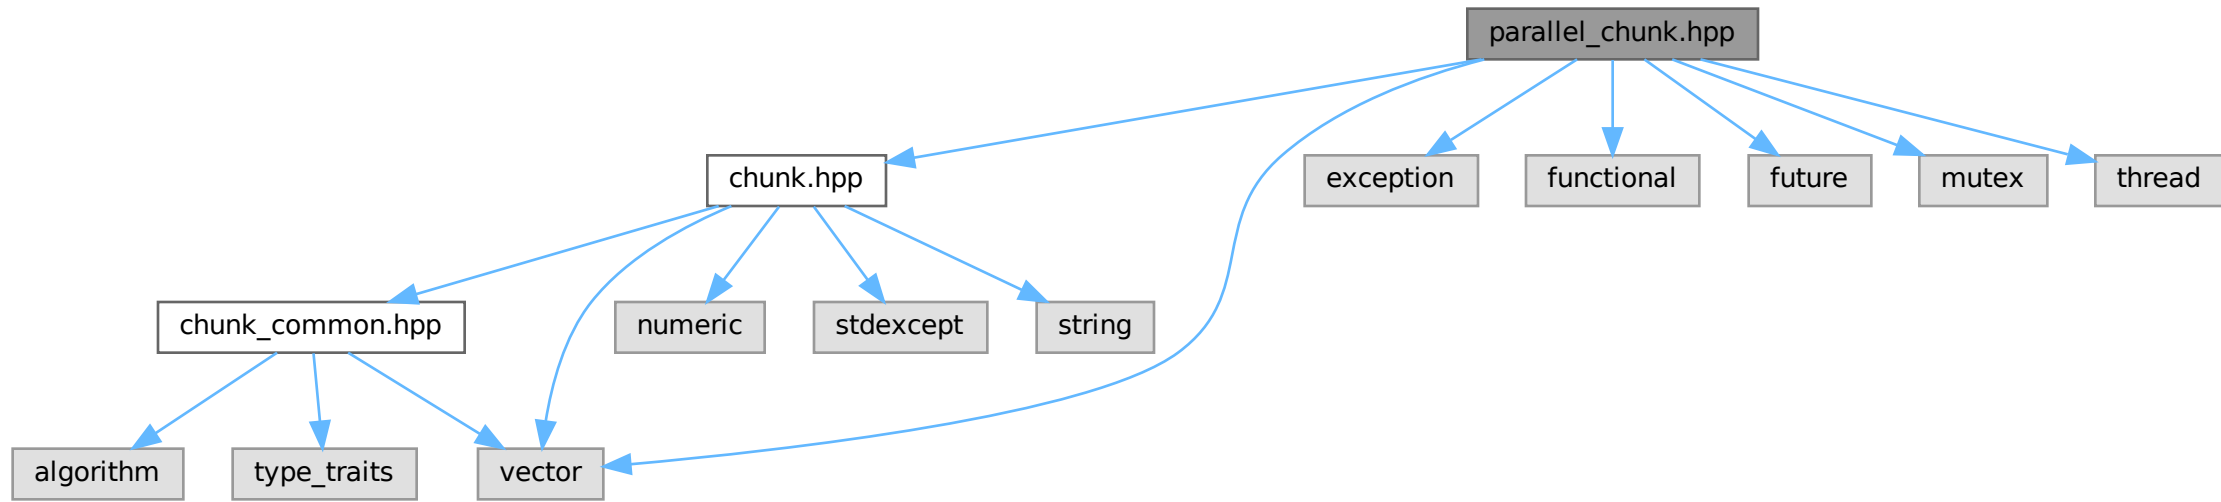 parallel_chunk.hpp
chunk.hpp
exception
functional
future
mutex
thread
chunk_common.hpp
numeric
stdexcept
string
algorithm
type_traits
vector